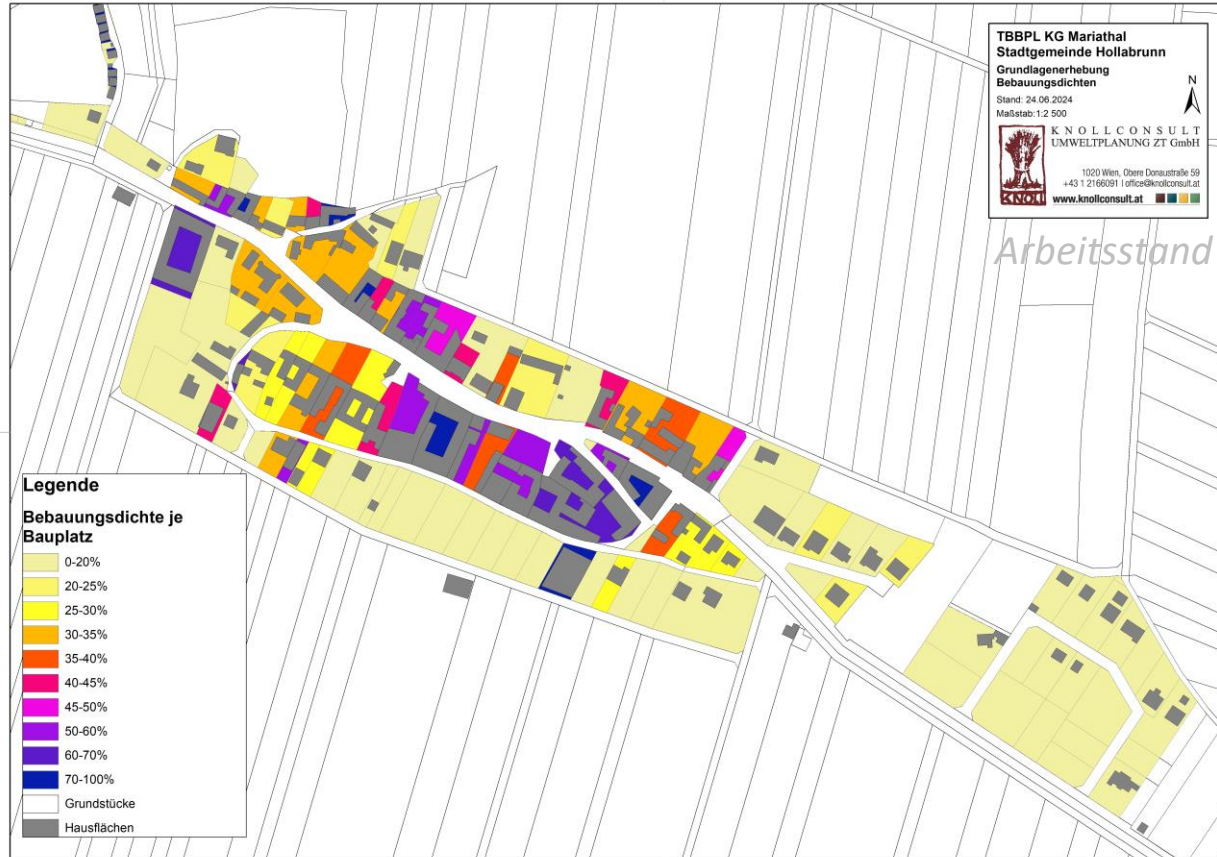 TBBPL KG Mariathal
Stadtgemeinde Hollabrunn
Grundlagenerhebung
Bebauungsdichten
Stand: 24.06.2024
Maßstab:1:2 500
N
KNOLLCONSULT
UMWELTPLANUNG ZT GmbH
KNOLL
1020 Wien, Obere Donaustraße 59
+43 1 2166091 I office@knollconsult.at
www.knollconsult.at
Arbeitsstand
Legende
Bebauungsdichte je
Bauplatz
0-20%
20-25%
25-30%
30-35%
35-40%
40-45%
45-50%
50-60%
60-70%
70-100%
Grundstücke
Hausflächen